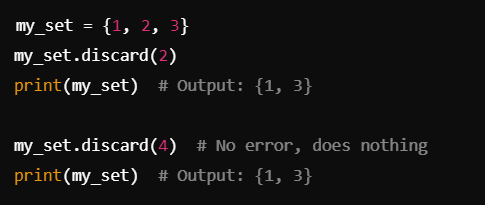 my_set = {1, 2, 3}
my_set.discard(2)
print(my_set)  # Output: {1, 3}
my_set.discard(4)  # No error, does nothing
print(my_set)  # Output: {1, 3}